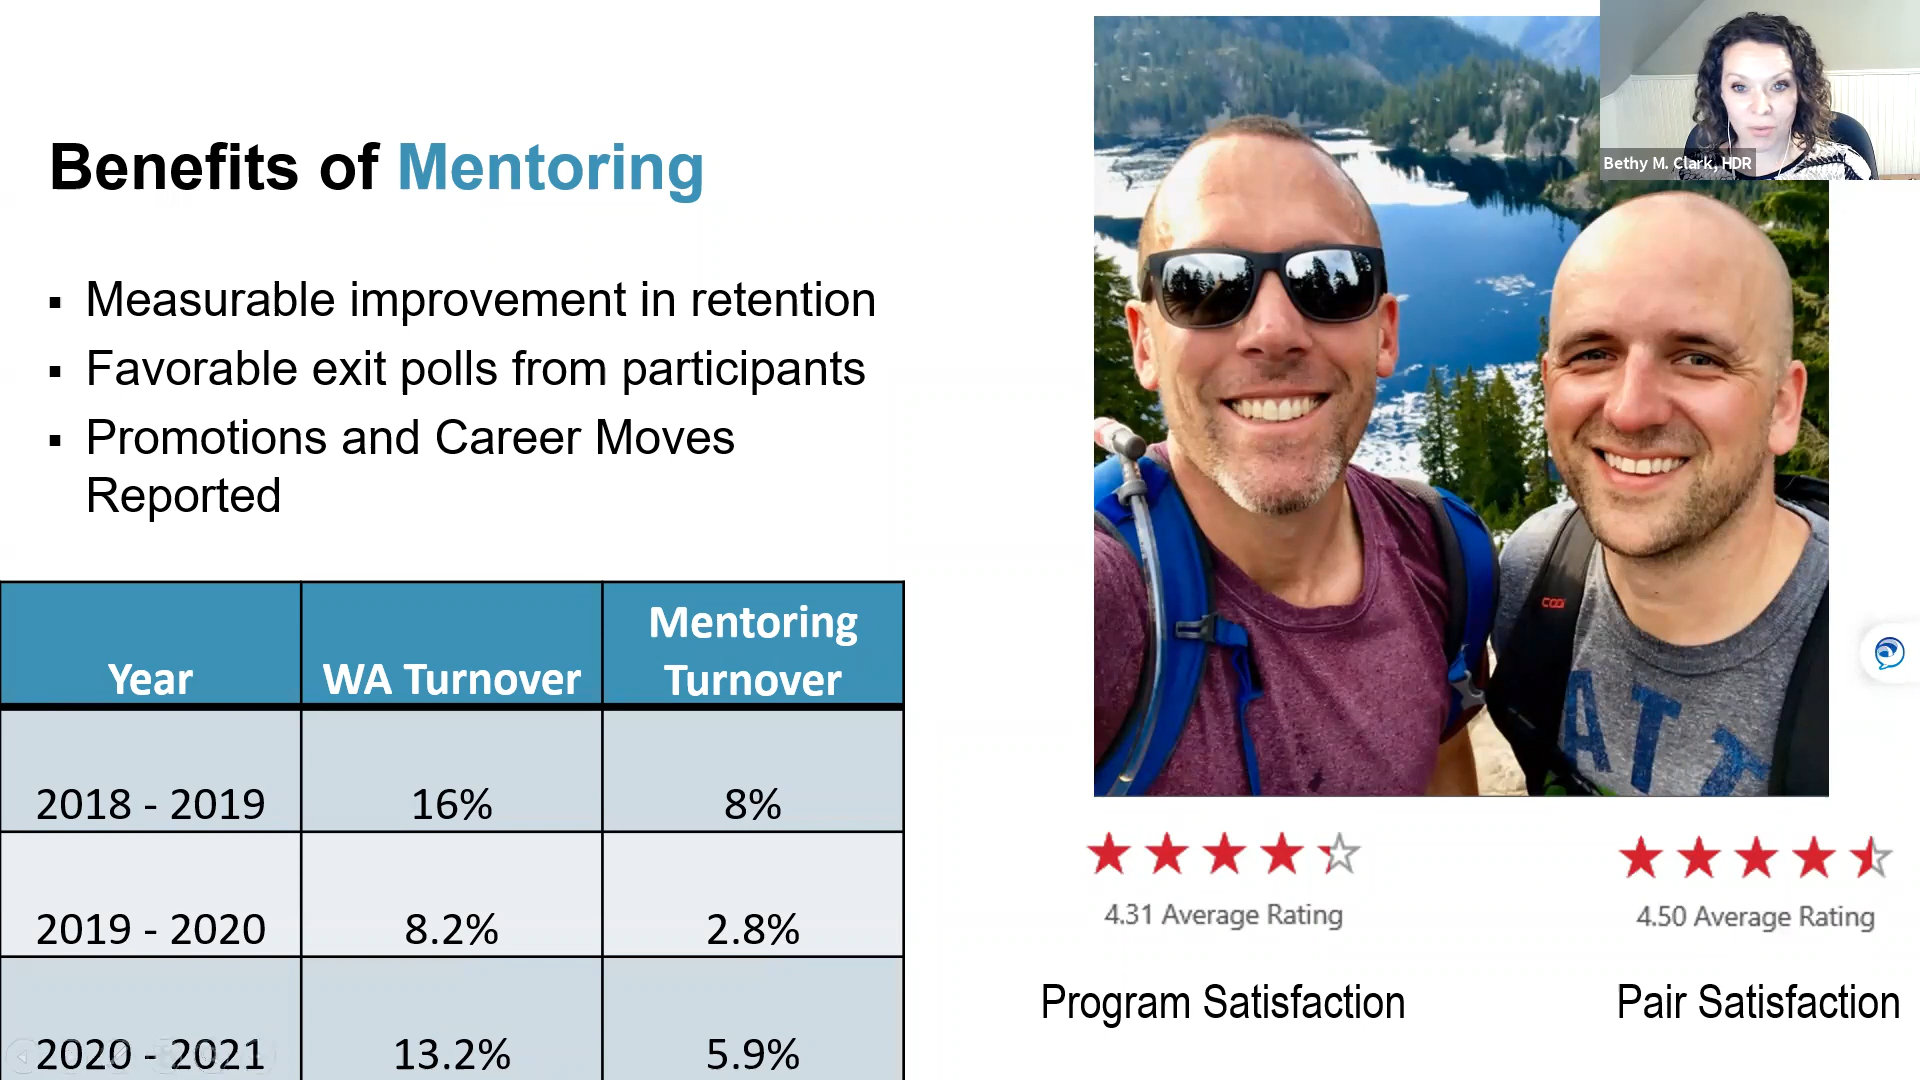 Benefits of Mentoring
▪ Measurable improvement in retention
▪ Favorable exit polls from participants
▪ Promotions and Career Moves
Reported
Year WA Turnover Mentoring Turnover
2018 - 2019 16% 8%
2019 - 2020 8.2% 2.8%
2020 - 2021 13.2% 5.9%
Bethy M. Clark, HDR
4.31 Average Rating
4.50 Average Rating
Program Satisfaction
Pair Satisfaction